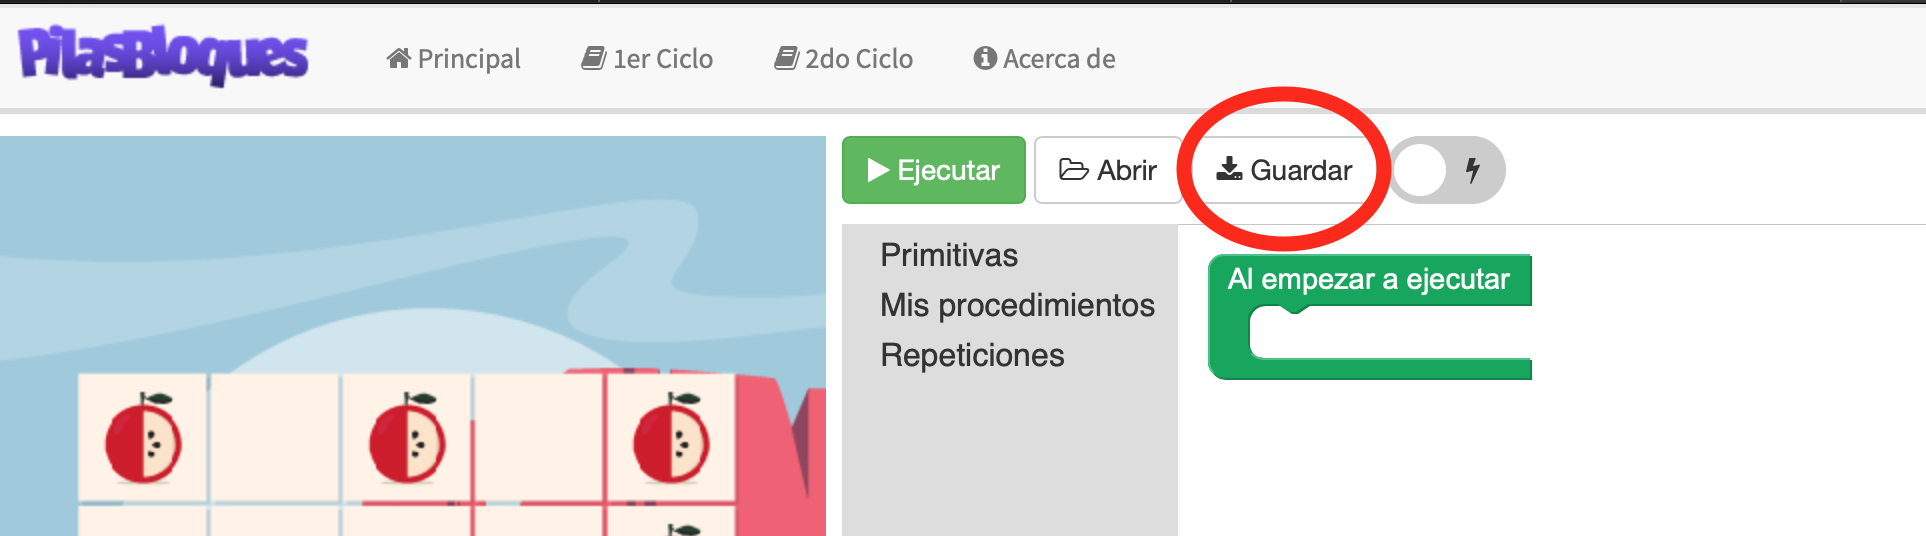 PilasBloques
Principal
1er Ciclo
2do Ciclo
Acerca de
Ejecutar
Abrir
Guardar
Primitivas
Mis procedimientos
Repeticiones
Al empezar a ejecutar